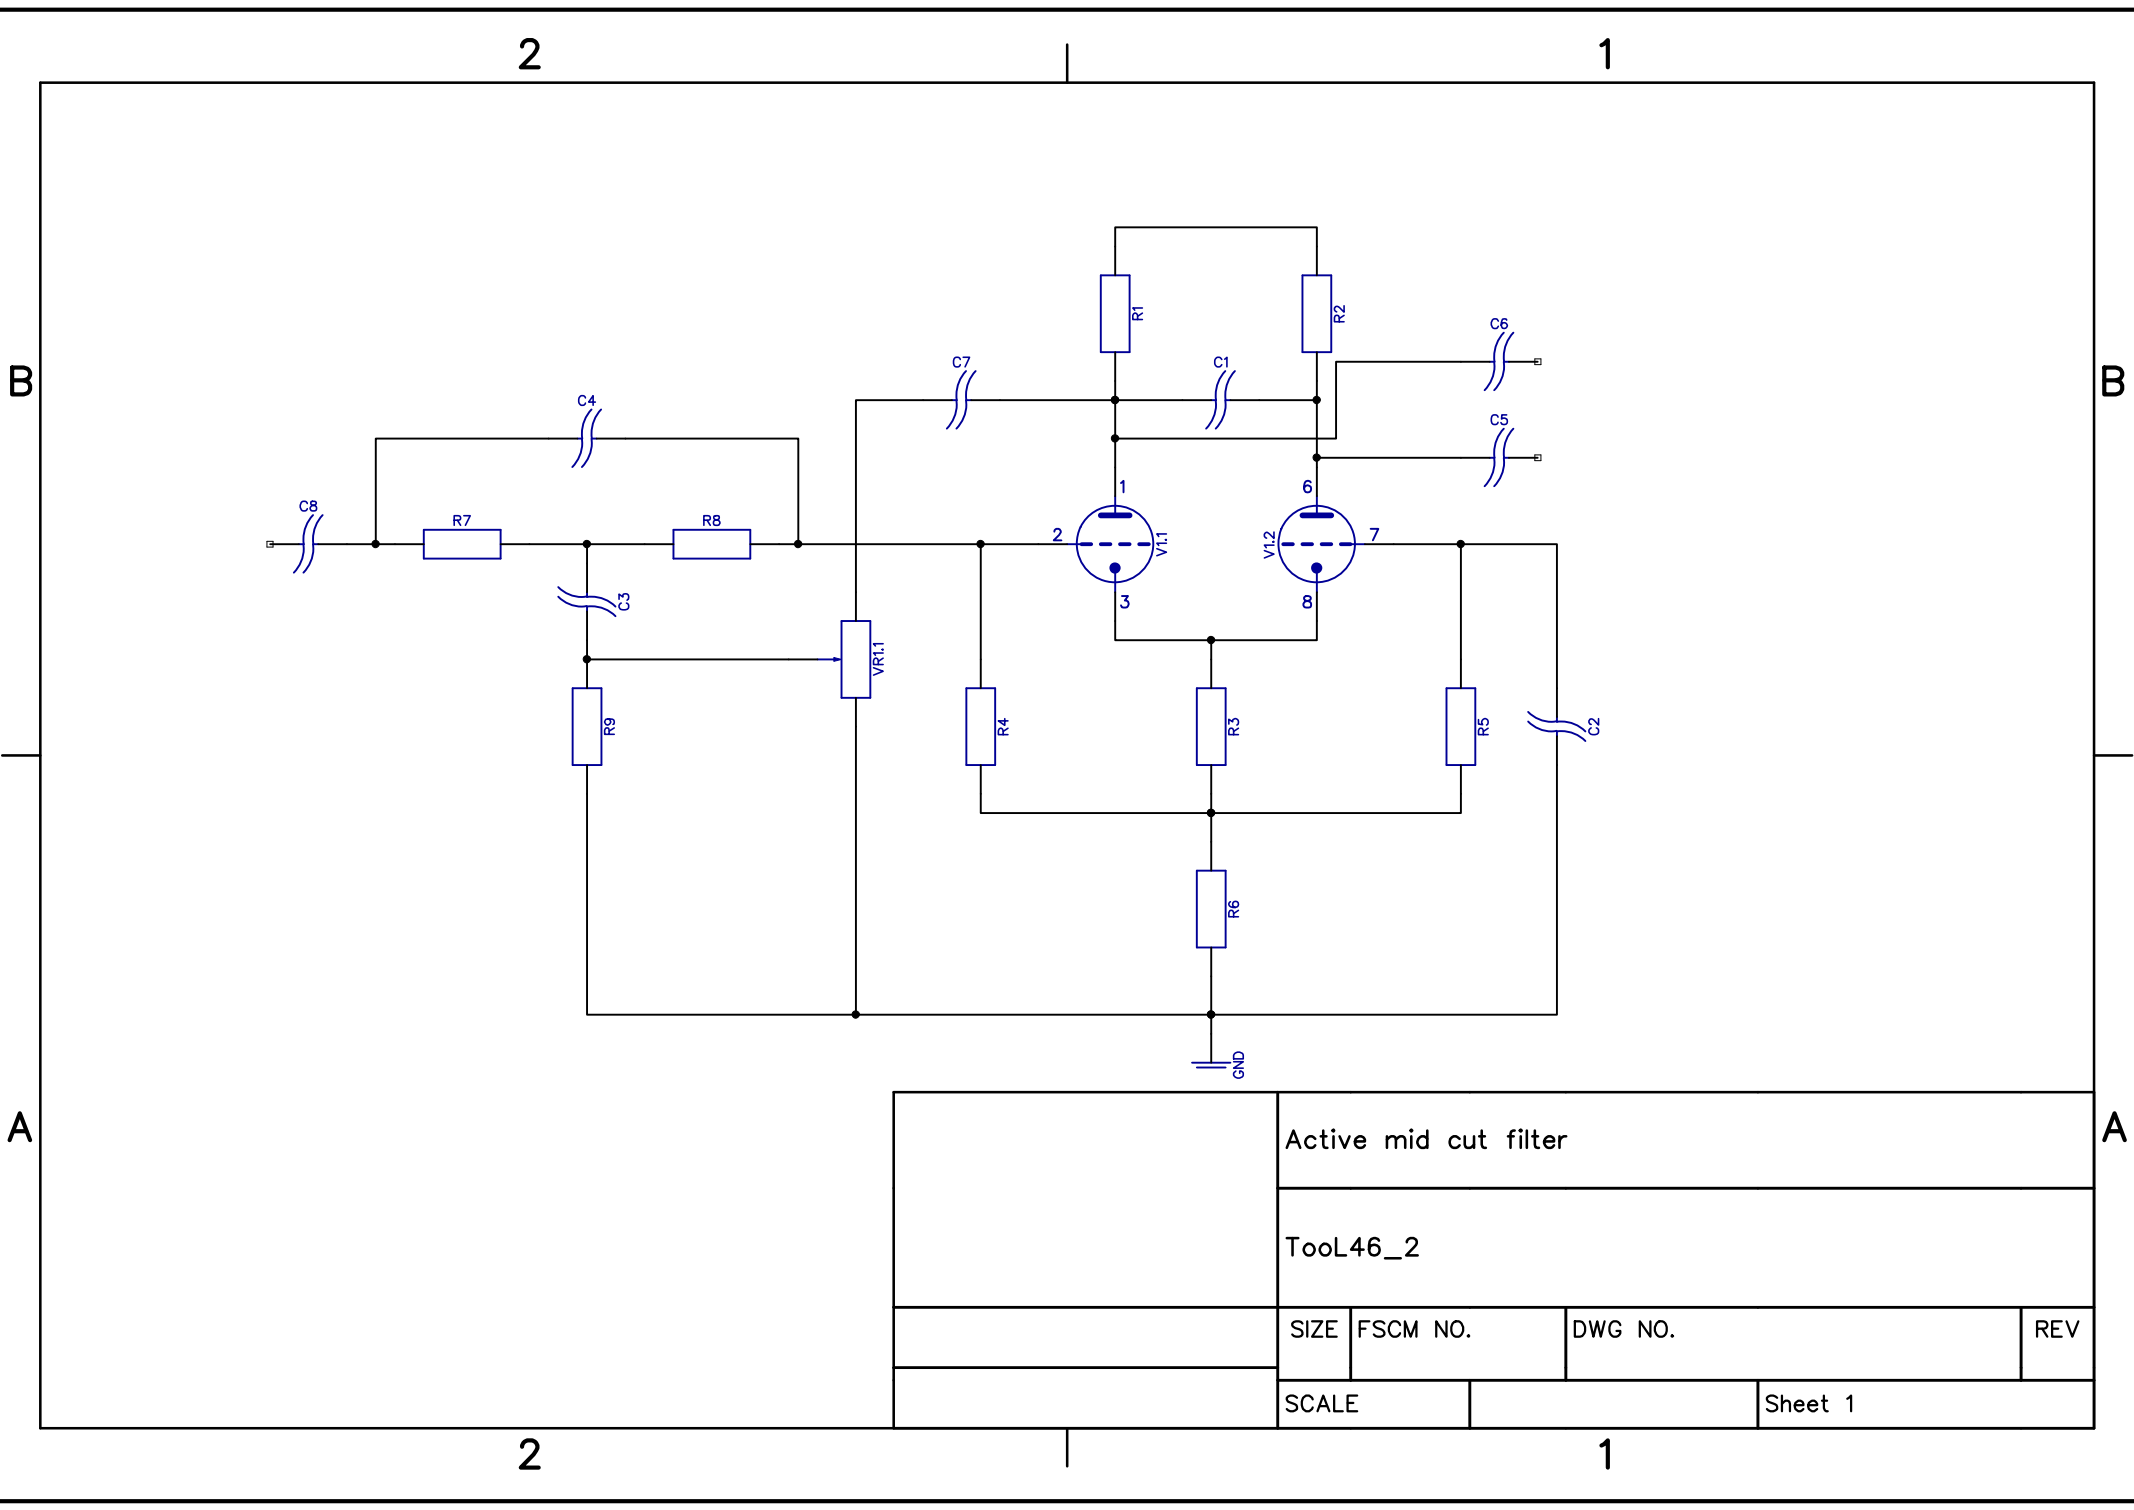 2 1
B B
R1 R2
C6
C7 C1
C4
C5
1 6
C8 R7 R8
2 V1.1 V1.2 7
C3 3 8
VR1.1
R9 R4 R3 R5 C2
R6
GND
A A
Active mid cut filter
TooL46_2
SIZE FSCM NO. DWG NO. REV
SCALE Sheet 1
2 1